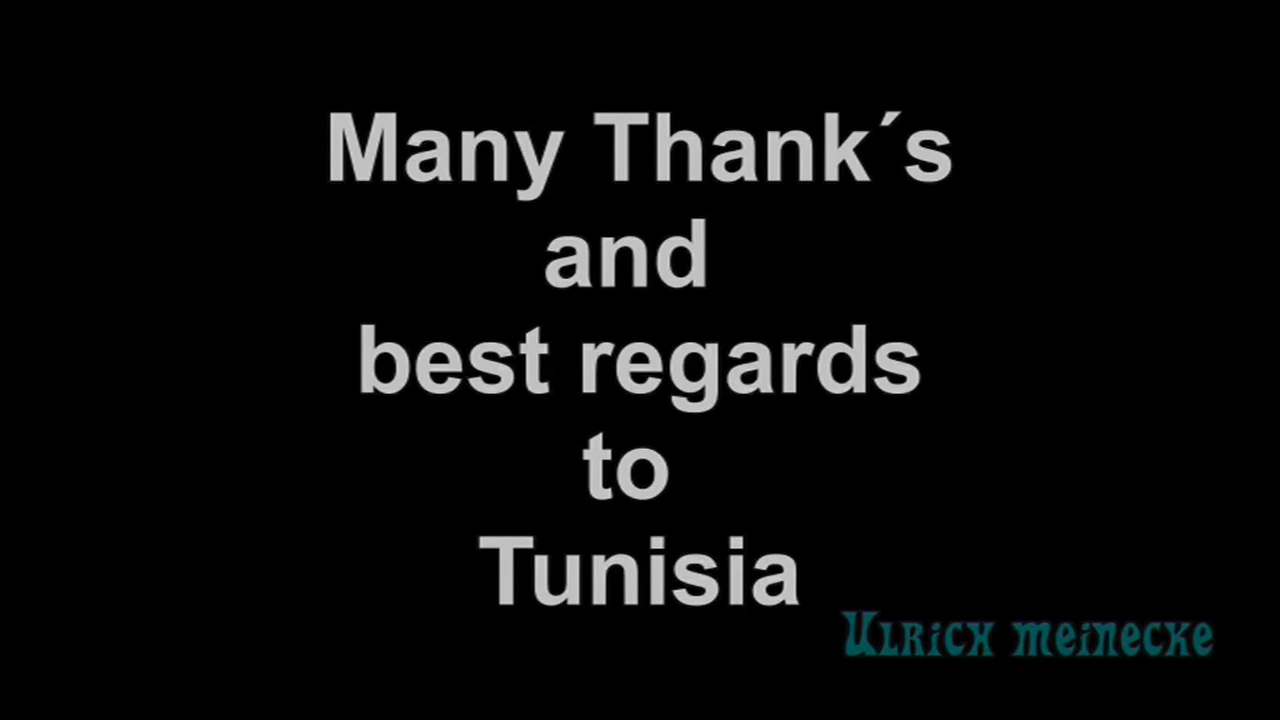 Many Thank´s
and
best regards
to
Tunisia
Ulrich Meinecke